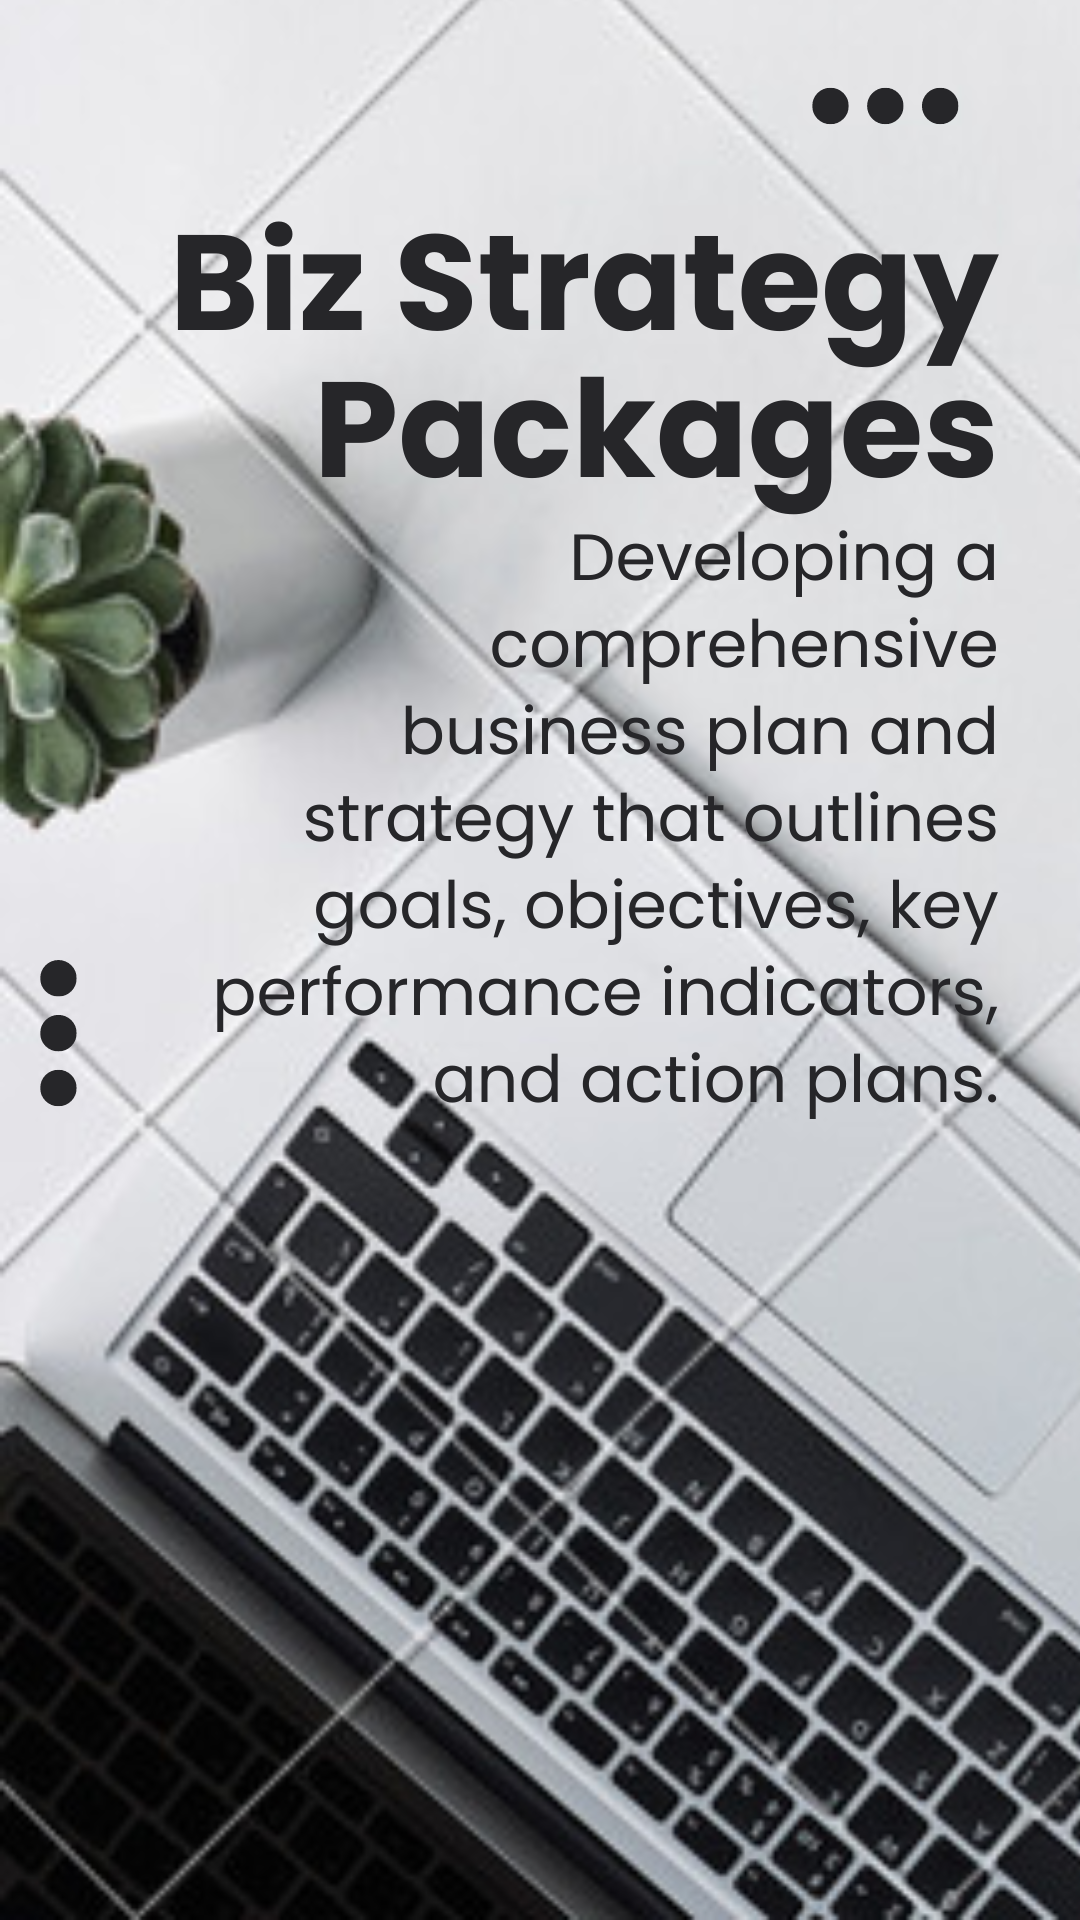 Biz Strategy
Packages
Developing a
comprehensive
business plan and
strategy that outlines
goals, objectives, key
performance indicators,
and action plans.